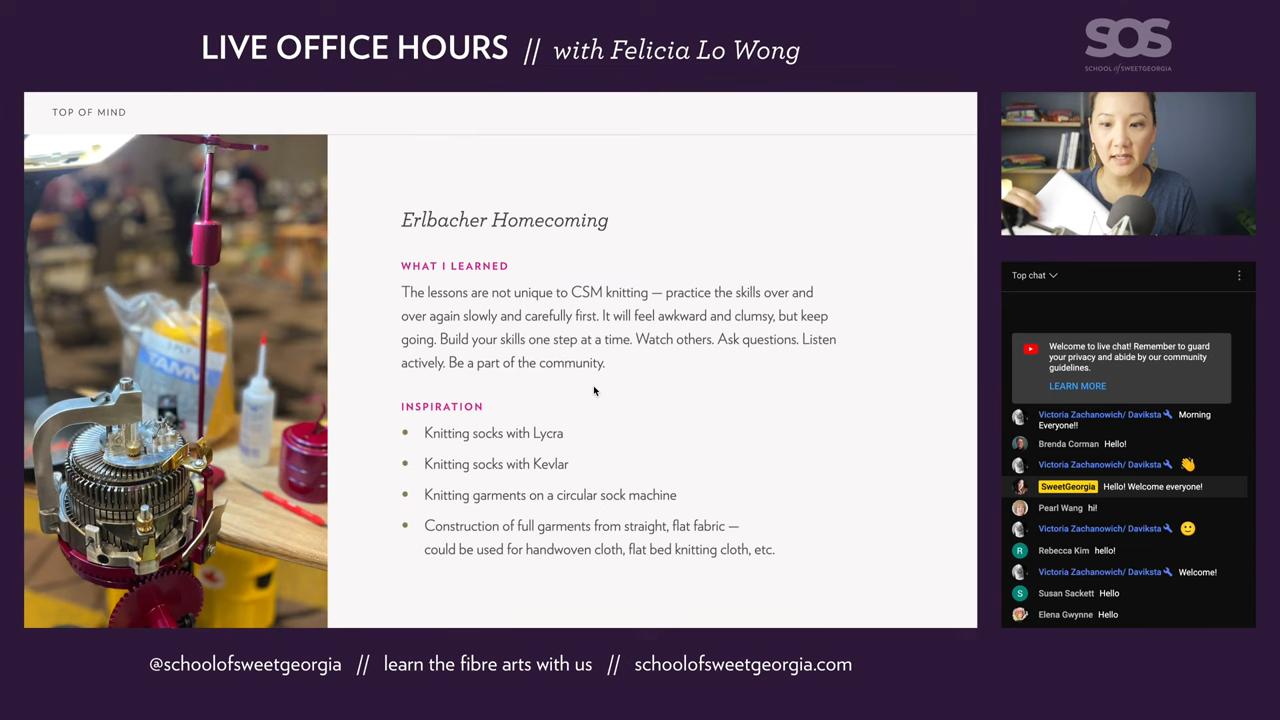 LIVE OFFICE HOURS // with Felicia Lo Wong
SOS
SCHOOL of SWEETGEORGIA
TOP OF MIND
Erlbacher Homecoming
WHAT I LEARNED
The lessons are not unique to CSM knitting — practice the skills over and
over again slowly and carefully first. It will feel awkward and clumsy, but keep
going. Build your skills one step at a time. Watch others. Ask questions. Listen
actively. Be a part of the community.
INSPIRATION
• Knitting socks with Lycra
• Knitting socks with Kevlar
• Knitting garments on a circular sock machine
• Construction of full garments from straight, flat fabric —
could be used for handwoven cloth, flat bed knitting cloth, etc.
Top chat
Welcome to live chat! Remember to guard
your privacy and abide by our community
guidelines.
LEARN MORE
Victoria Zachanowich/ Daviksta Morning
Everyone!!
Brenda Corman Hello!
Victoria Zachanowich/ Daviksta 👋
SweetGeorgia Hello! Welcome everyone!
Pearl Wang hi!
Victoria Zachanowich/ Daviksta 🙂
R Rebecca Kim hello!
Victoria Zachanowich/ Daviksta Welcome!
S Susan Sackett Hello
Elena Gwynne Hello
@schoolofsweetgeorgia // learn the fibre arts with us // schoolofsweetgeorgia.com